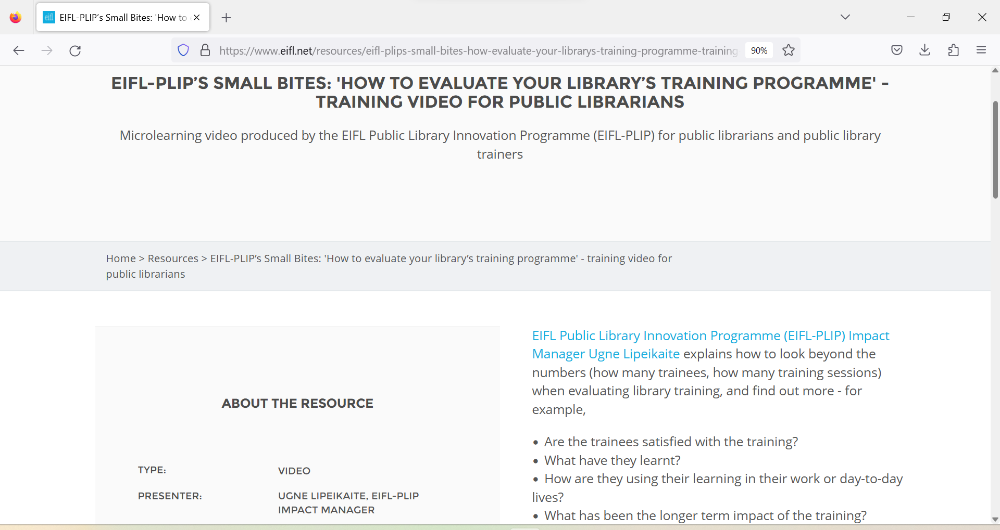 EIFL-PLIP’s Small Bites: 'How to
https://www.eifl.net/resources/eifl-plips-small-bites-how-evaluate-your-librarys-training-programme-training
90%
EIFL-PLIP’S SMALL BITES: 'HOW TO EVALUATE YOUR LIBRARY’S TRAINING PROGRAMME' -
TRAINING VIDEO FOR PUBLIC LIBRARIANS
Microlearning video produced by the EIFL Public Library Innovation Programme (EIFL-PLIP) for public librarians and public library
trainers
Home > Resources > EIFL-PLIP’s Small Bites: 'How to evaluate your library’s training programme' - training video for
public librarians
ABOUT THE RESOURCE
TYPE: VIDEO
PRESENTER: UGNE LIPEIKAITE, EIFL-PLIP
IMPACT MANAGER
EIFL Public Library Innovation Programme (EIFL-PLIP) Impact
Manager Ugne Lipeikaite explains how to look beyond the
numbers (how many trainees, how many training sessions)
when evaluating library training, and find out more - for
example,
• Are the trainees satisfied with the training?
• What have they learnt?
• How are they using their learning in their work or day-to-day
lives?
• What has been the longer term impact of the training?